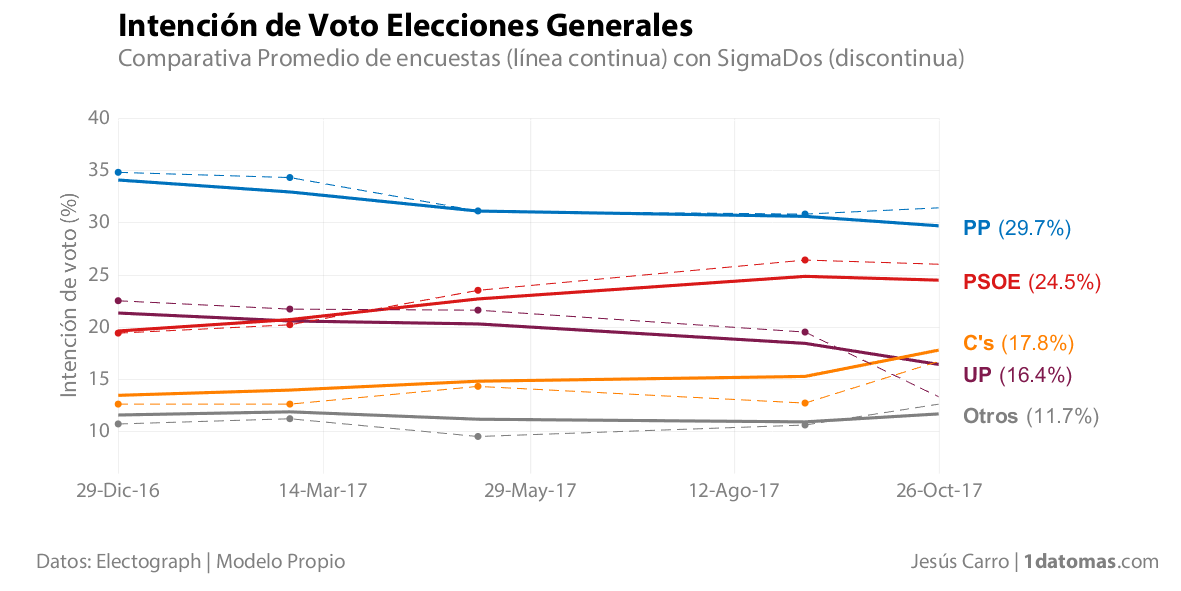 Intención de Voto Elecciones Generales
Comparativa Promedio de encuestas (línea continua) con SigmaDos (discontinua)
Intención de voto (%)
40
35
30
25
20
15
10
29-Dic-16
14-Mar-17
29-May-17
12-Ago-17
26-Oct-17
PP (29.7%)
PSOE (24.5%)
C's (17.8%)
UP (16.4%)
Otros (11.7%)
Datos: Electograph | Modelo Propio
Jesús Carro | 1datomas.com